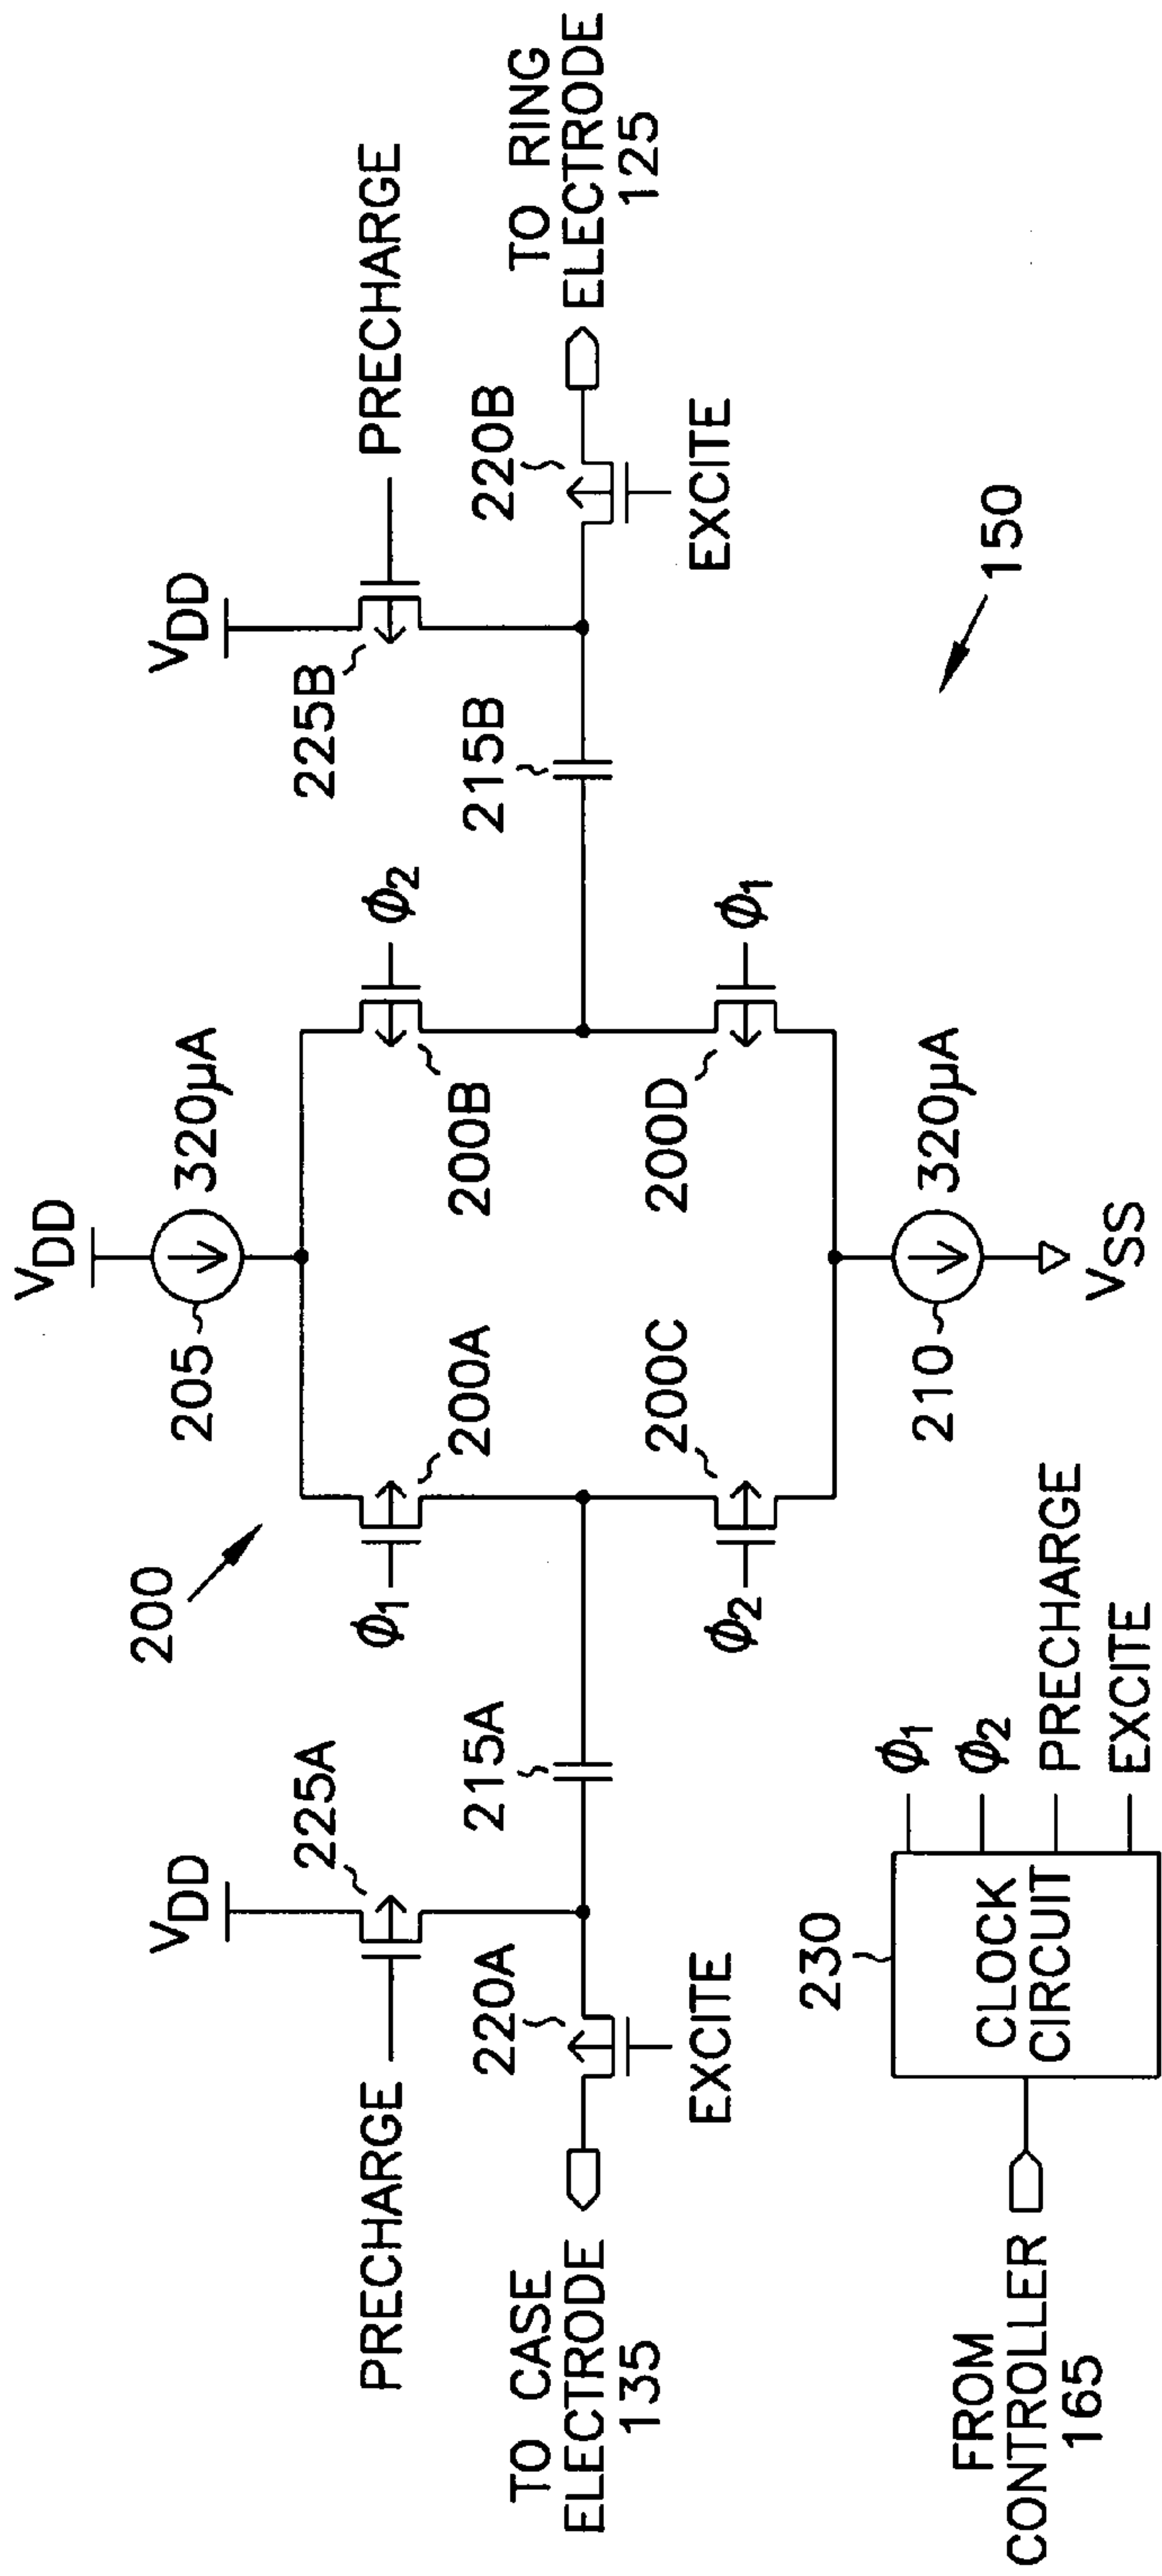 V_DD
205
320μA
200
V_DD
V_DD
PRECHARGE
225A
ϕ1
200A
200B
ϕ2
225B
PRECHARGE
TO CASE
ELECTRODE
135
220A
215A
215B
220B
TO RING
ELECTRODE
125
EXCITE
ϕ2
200C
200D
ϕ1
EXCITE
210
320μA
V_SS
150
FROM
CONTROLLER
165
230
CLOCK
CIRCUIT
ϕ1
ϕ2
PRECHARGE
EXCITE